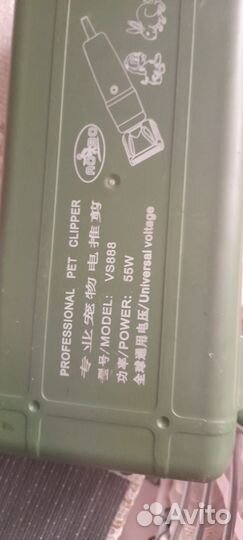 PROFESSIONAL PET CLIPPER
专业宠物电推剪
型号/MODEL: VS888
功率/POWER: 55W
全球通用电压/Universal voltage
Avito